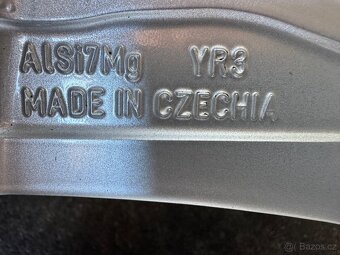 AlSi7Mg YR3
MADE IN CZECHIA
© Bazos.cz